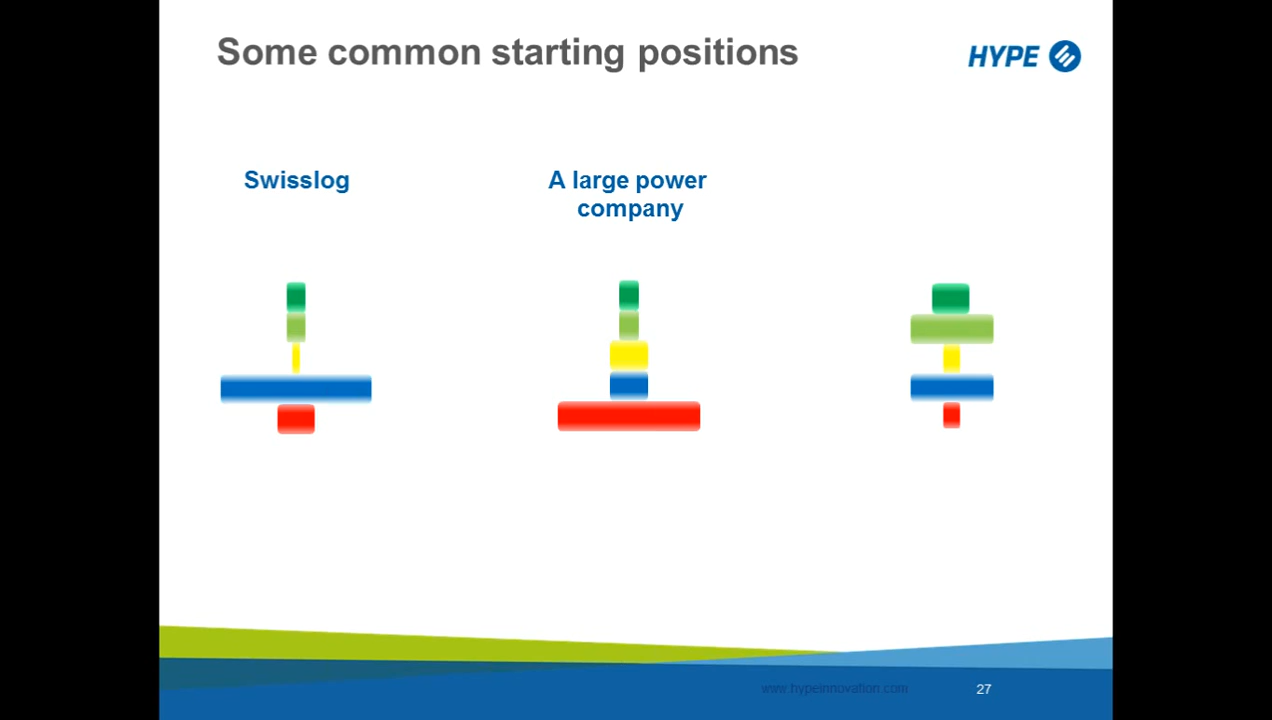 Some common starting positions
HYPE
Swisslog
A large power
company
www.hypeinnovation.com
27